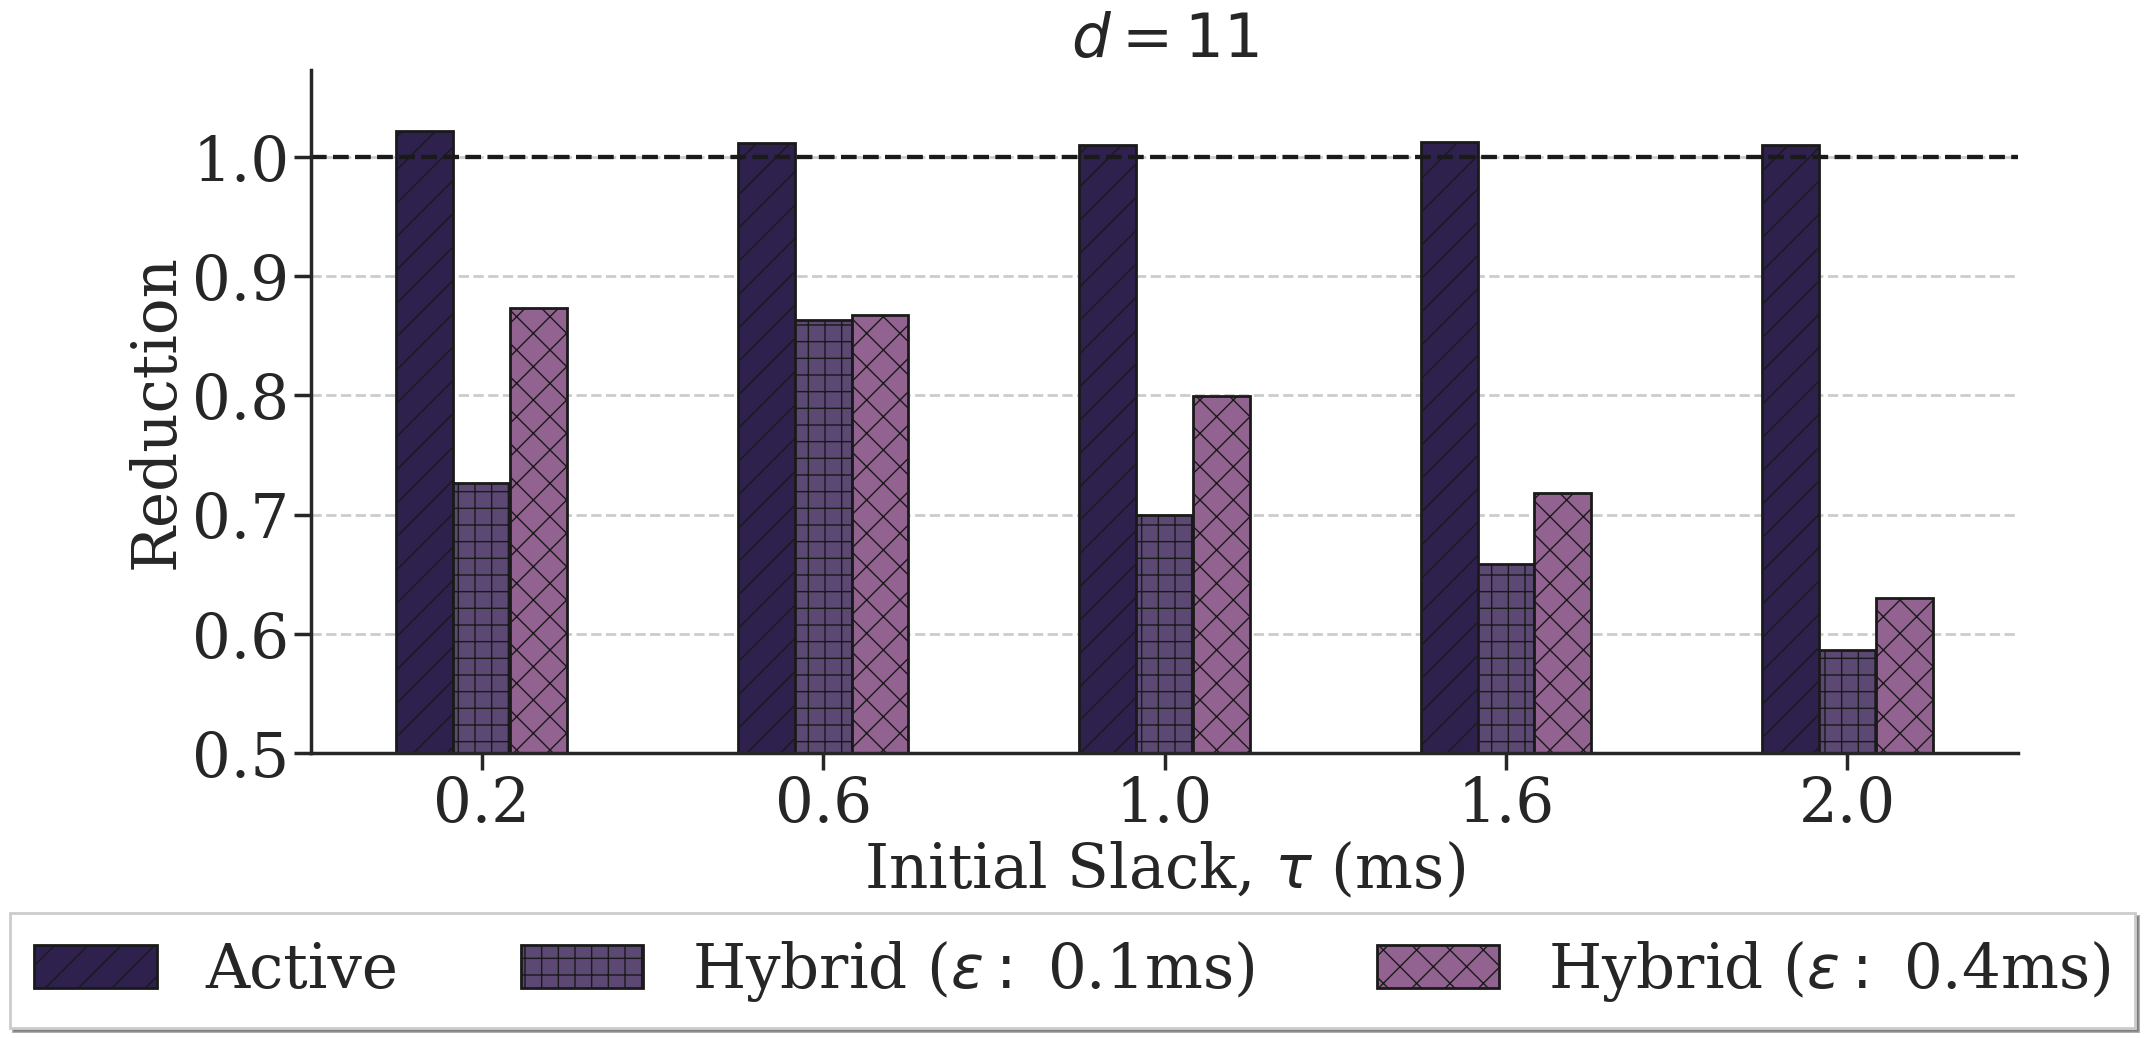 d = 11
1.0
0.9
0.8
0.7
0.6
0.5
Reduction
0.2 0.6 1.0 1.6 2.0
Initial Slack, τ (ms)
Active Hybrid (ε: 0.1ms) Hybrid (ε: 0.4ms)